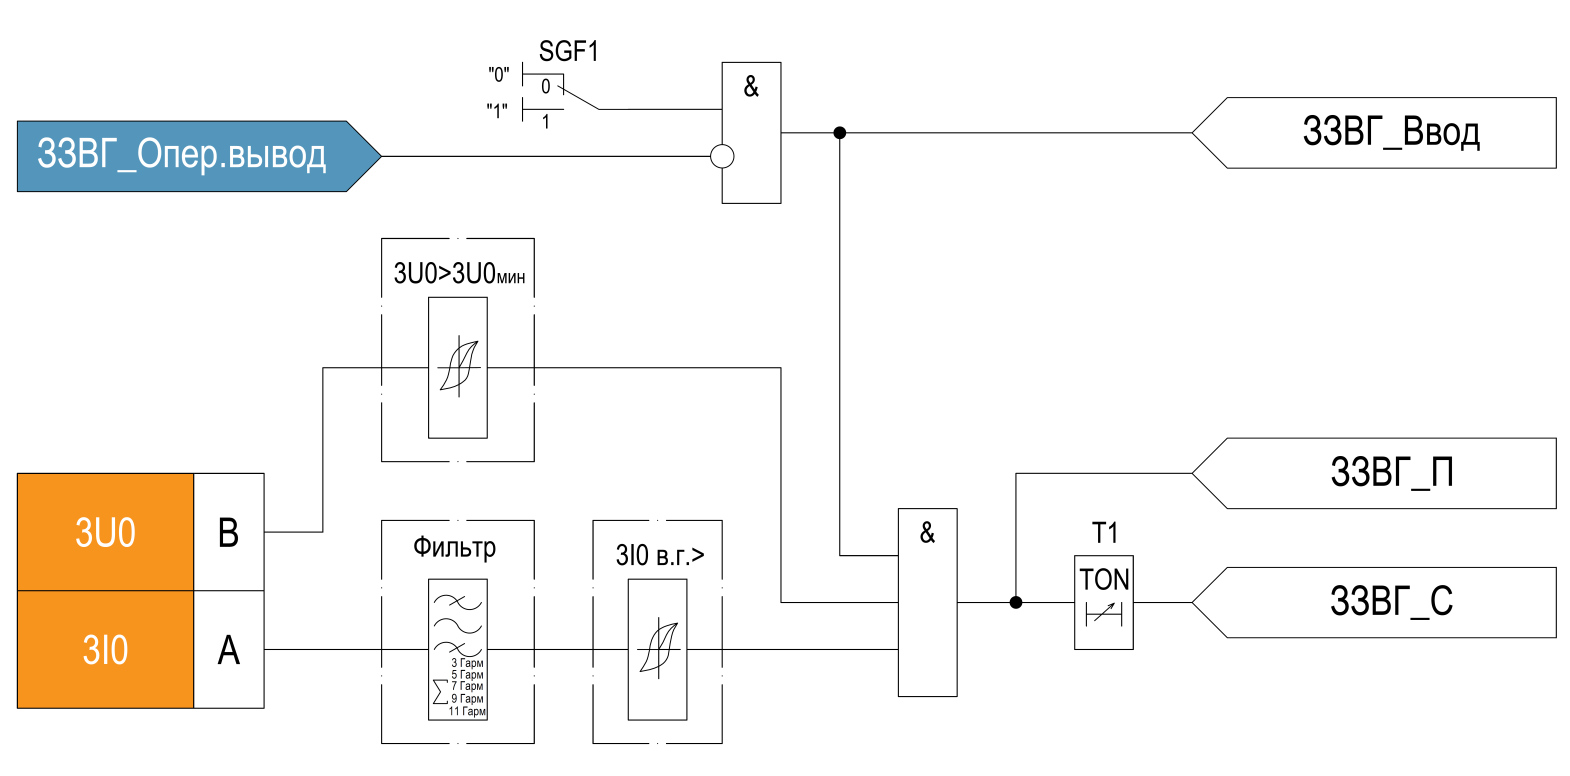 SGF1
"0"
0
"1"
1
&
ЗЗВГ_Опер.вывод
ЗЗВГ_Ввод
3U0>3U0мин
3U0
B
3I0
A
Фильтр
3 Гарм
5 Гарм
∑ 7 Гарм
9 Гарм
11 Гарм
3I0 в.г.>
&
T1
TON
ЗЗВГ_П
ЗЗВГ_С